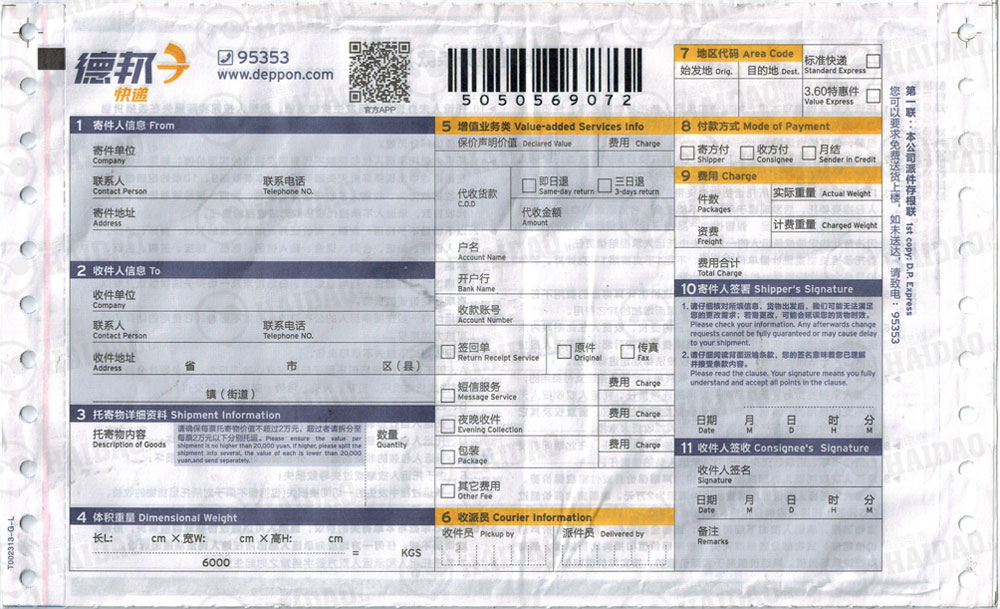 德邦
快递
95353
www.deppon.com
官方APP
5050569072
7 地区代码 Area Code
始发地 Orig.
目的地 Dest.
标准快递
Standard Express
3.60特惠件
Value Express
1 寄件人信息 From
寄件单位
Company
联系人
Contact Person
联系电话
Telephone NO.
寄件地址
Address
2 收件人信息 To
收件单位
Company
联系人
Contact Person
联系电话
Telephone NO.
收件地址
Address
省 市 区（县）
镇（街道）
3 托寄物详细资料 Shipment Information
托寄物内容
Description of Goods
请确保每票托寄物价值不超过2万元，超过者请拆分至
每票2万元以下分别托运。Please ensure the value per
shipment is no higher than 20,000 yuan, if higher, please split the
shipment into several, the value of each is lower than 20,000
yuan,and send separately.
数量
Quantity
4 体积重量 Dimensional Weight
长L: cm × 宽W: cm × 高H: cm
6000
= KGS
5 增值业务类 Value-added Services Info
保价声明价值 Declared Value
费用 Charge
代收货款
C.O.D
即日退
Same-day return
三日退
3-days return
代收金额
Amount
户名
Account Name
开户行
Bank Name
收款账号
Account Number
签回单
Return Receipt Service
原件
Original
传真
Fax
短信服务
Message Service
费用 Charge
夜晚收件
Evening Collection
费用 Charge
包装
Package
费用 Charge
其它费用
Other Fee
6 收派员 Courier Information
收件员 Pickup by
派件员 Delivered by
8 付款方式 Mode of Payment
寄方付
Shipper
收方付
Consignee
月结
Sender in Credit
9 费用 Charge
件数
Packages
实际重量 Actual Weight
资费
Freight
计费重量 Charged Weight
费用合计
Total Charge
10 寄件人签署 Shipper's Signature
1. 请仔细核对所填信息，货物出发后，我们可能无法满足
您的更改需求；若需更改，可能会延误您的货物时效。
Please check your information. Any afterwards change
requests cannot be fully guaranteed or may cause delay
to your shipment.
2. 请仔细阅读背面运输条款，您的签名意味着您已理解
并接受条款内容。
Please read the clause. Your signature means you fully
understand and accept all points in the clause.
日期 月 日 时 分
Date M D H M
11 收件人签收 Consignee's Signature
收件人签名
Signature
日期 月 日 时 分
Date M D H M
备注
Remarks
第一联：本公司派件存根联 1st copy: D.P. Express
您可以要求免费送货上楼，如未送达，请致电：95353
T002313-G-L
HAIDAO